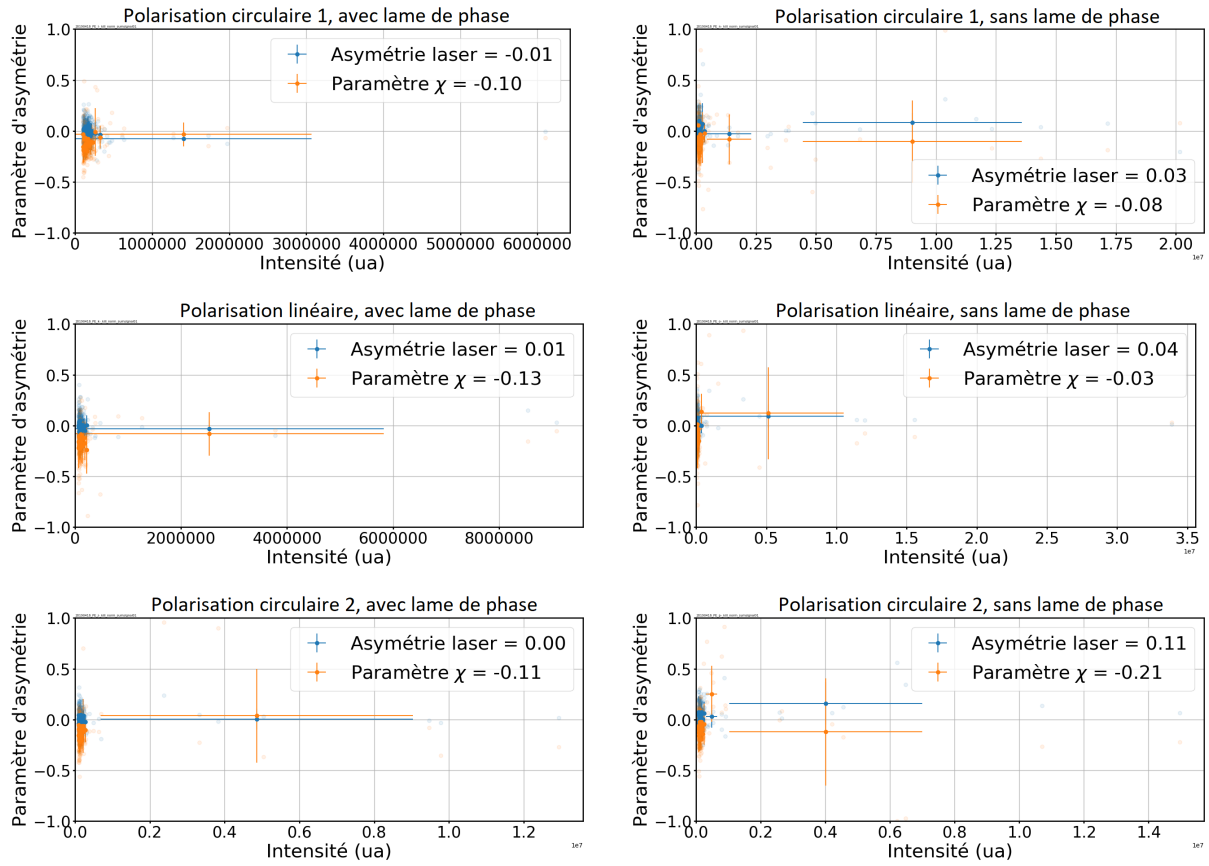 Polarisation circulaire 1, avec lame de phase
Paramètre d'asymétrie
1.0
0.5
0.0
−0.5
−1.0
Asymétrie laser = -0.01
Paramètre χ = -0.10
0 1000000 2000000 3000000 4000000 5000000 6000000
Intensité (ua)
Polarisation circulaire 1, sans lame de phase
Paramètre d'asymétrie
1.0
0.5
0.0
−0.5
−1.0
Asymétrie laser = 0.03
Paramètre χ = -0.08
0.00 0.25 0.50 0.75 1.00 1.25 1.50 1.75 2.00
1e7
Intensité (ua)
Polarisation linéaire, avec lame de phase
Paramètre d'asymétrie
1.0
0.5
0.0
−0.5
−1.0
Asymétrie laser = 0.01
Paramètre χ = -0.13
0 2000000 4000000 6000000 8000000
Intensité (ua)
Polarisation linéaire, sans lame de phase
Paramètre d'asymétrie
1.0
0.5
0.0
−0.5
−1.0
Asymétrie laser = 0.04
Paramètre χ = -0.03
0.0 0.5 1.0 1.5 2.0 2.5 3.0 3.5
1e7
Intensité (ua)
Polarisation circulaire 2, avec lame de phase
Paramètre d'asymétrie
1.0
0.5
0.0
−0.5
−1.0
Asymétrie laser = 0.00
Paramètre χ = -0.11
0.0 0.2 0.4 0.6 0.8 1.0 1.2
1e7
Intensité (ua)
Polarisation circulaire 2, sans lame de phase
Paramètre d'asymétrie
1.0
0.5
0.0
−0.5
−1.0
Asymétrie laser = 0.11
Paramètre χ = -0.21
0.0 0.2 0.4 0.6 0.8 1.0 1.2 1.4
1e7
Intensité (ua)